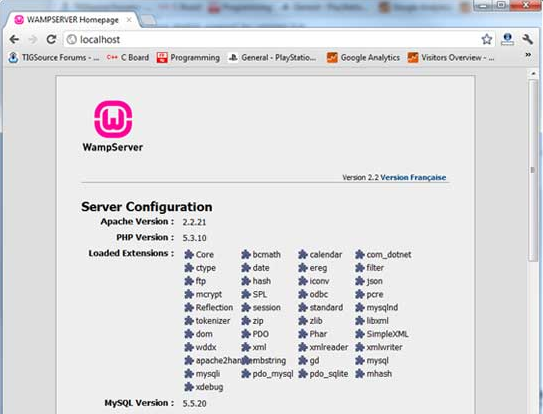 WAMPSERVER Homepage
localhost
TIGSource Forums - ... C++ C Board Programming General - PlayStatio... Google Analytics Visitors Overview - ... »
WampServer
Version 2.2 Version Française
Server Configuration
Apache Version : 2.2.21
PHP Version : 5.3.10
Loaded Extensions : Core bcmath calendar com_dotnet
ctype date ereg filter
ftp hash iconv json
mcrypt SPL odbc pcre
Reflection session standard mysqlnd
tokenizer zip zlib libxml
dom PDO Phar SimpleXML
wddx xml xmlreader xmlwriter
apache2han mbstring gd mysql
mysqli pdo_mysql pdo_sqlite mhash
xdebug
MySQL Version : 5.5.20